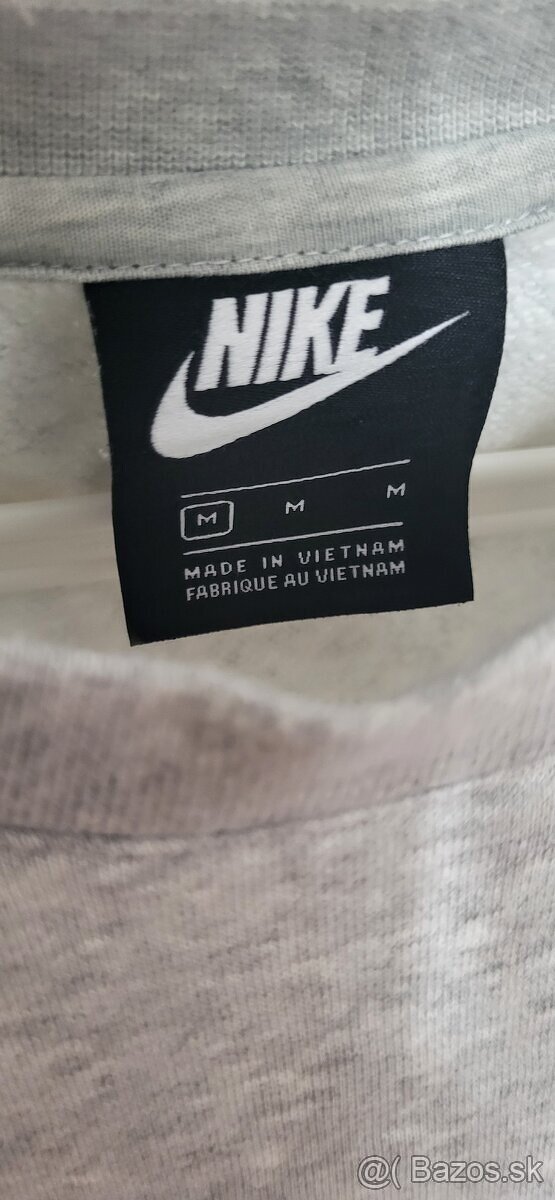 NIKE
M M M
MADE IN VIETNAM
FABRIQUE AU VIETNAM
@( Bazos.sk